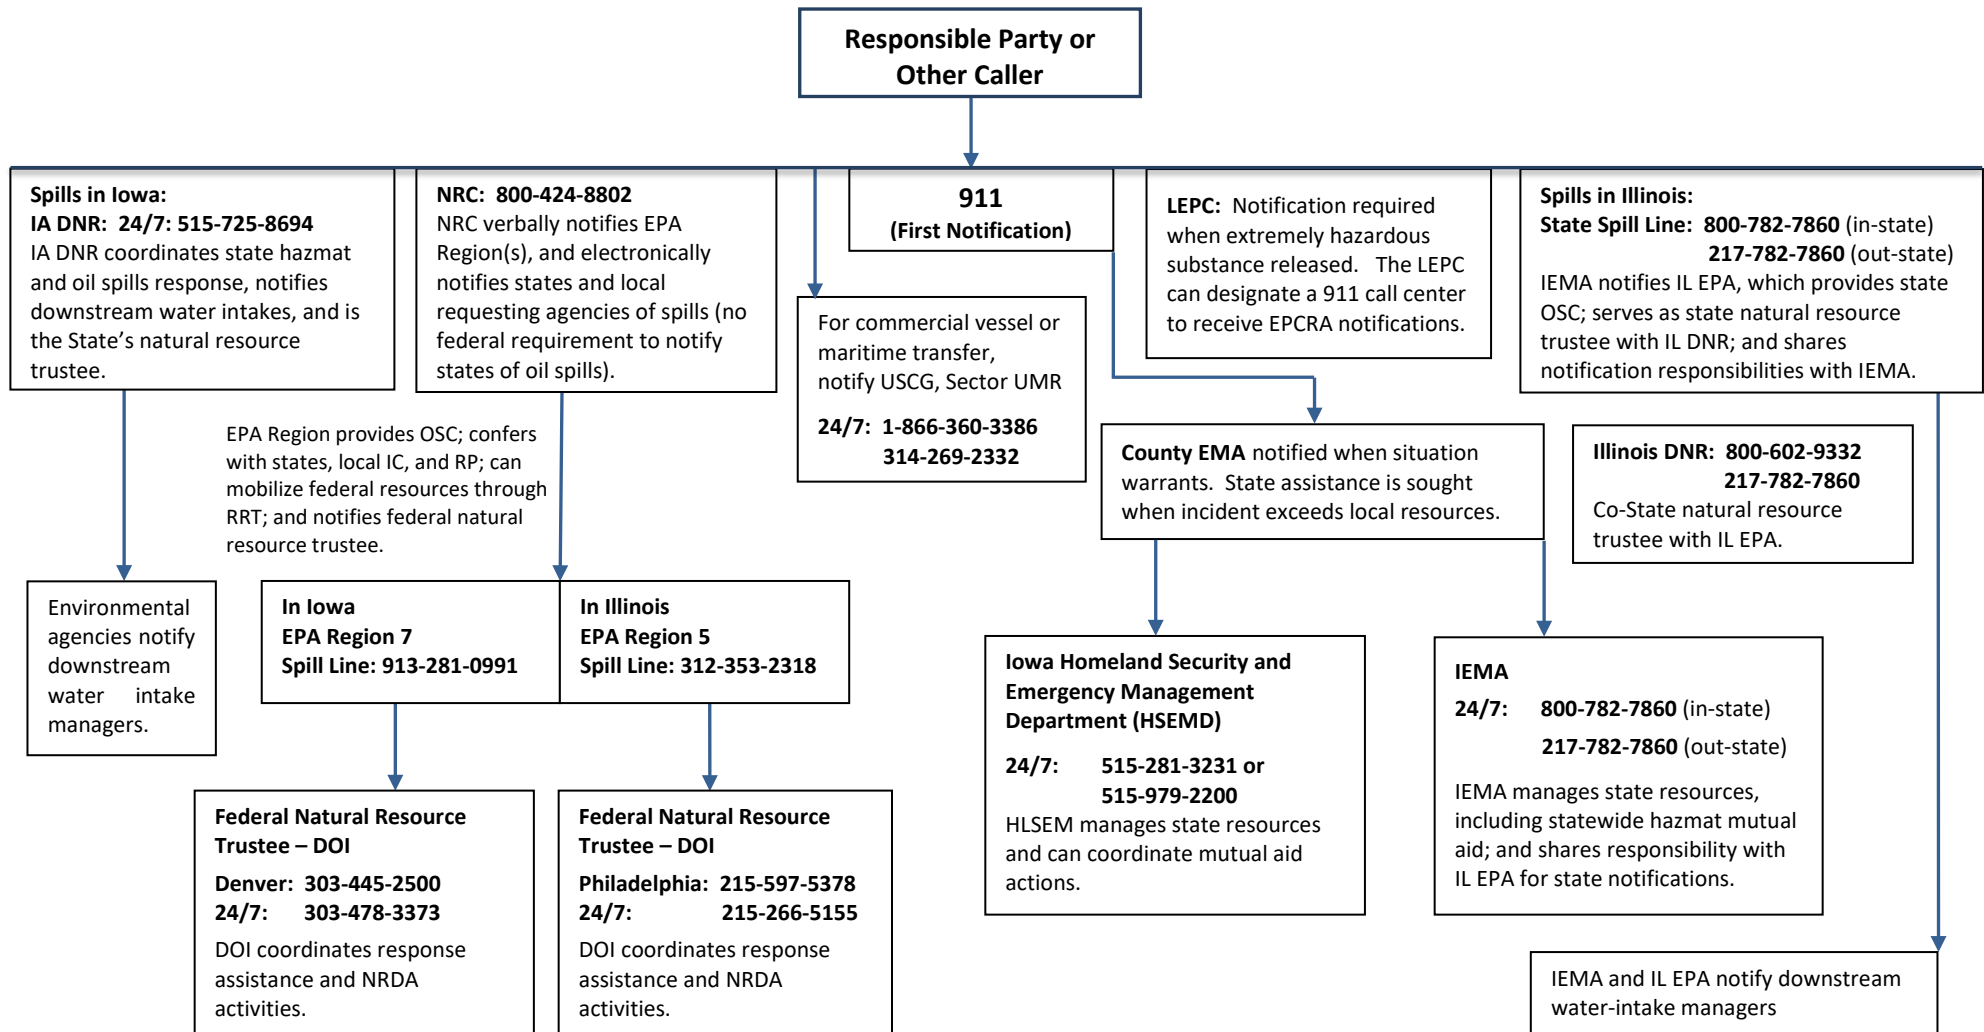 Responsible Party or
Other Caller
Spills in Iowa:
IA DNR:  24/7: 515-725-8694
IA DNR coordinates state hazmat
and oil spills response, notifies
downstream water intakes, and is
the State's natural resource
trustee.
NRC:  800-424-8802
NRC verbally notifies EPA
Region(s), and electronically
notifies states and local
requesting agencies of spills (no
federal requirement to notify
states of oil spills).
911
(First Notification)
LEPC:  Notification required
when extremely hazardous
substance released.   The LEPC
can designate a 911 call center
to receive EPCRA notifications.
Spills in Illinois:
State Spill Line:  800-782-7860 (in-state)
217-782-7860 (out-state)
IEMA notifies IL EPA, which provides state
OSC; serves as state natural resource
trustee with IL DNR; and shares
notification responsibilities with IEMA.
For commercial vessel or
maritime transfer,
notify USCG, Sector UMR
24/7:  1-866-360-3386
314-269-2332
EPA Region provides OSC; confers
with states, local IC, and RP; can
mobilize federal resources through
RRT; and notifies federal natural
resource trustee.
County EMA notified when situation
warrants.  State assistance is sought
when incident exceeds local resources.
Illinois DNR:  800-602-9332
217-782-7860
Co-State natural resource
trustee with IL EPA.
Environmental
agencies notify
downstream
water intake
managers.
In Iowa
EPA Region 7
Spill Line: 913-281-0991
In Illinois
EPA Region 5
Spill Line: 312-353-2318
Iowa Homeland Security and
Emergency Management
Department (HSEMD)
24/7:  515-281-3231 or
515-979-2200
HLSEM manages state resources
and can coordinate mutual aid
actions.
IEMA
24/7:  800-782-7860 (in-state)
217-782-7860 (out-state)
IEMA manages state resources,
including statewide hazmat mutual
aid; and shares responsibility with
IL EPA for state notifications.
Federal Natural Resource
Trustee – DOI
Denver: 303-445-2500
24/7:  303-478-3373
DOI coordinates response
assistance and NRDA
activities.
Federal Natural Resource
Trustee – DOI
Philadelphia:  215-597-5378
24/7:  215-266-5155
DOI coordinates response
assistance and NRDA
activities.
IEMA and IL EPA notify downstream
water-intake managers